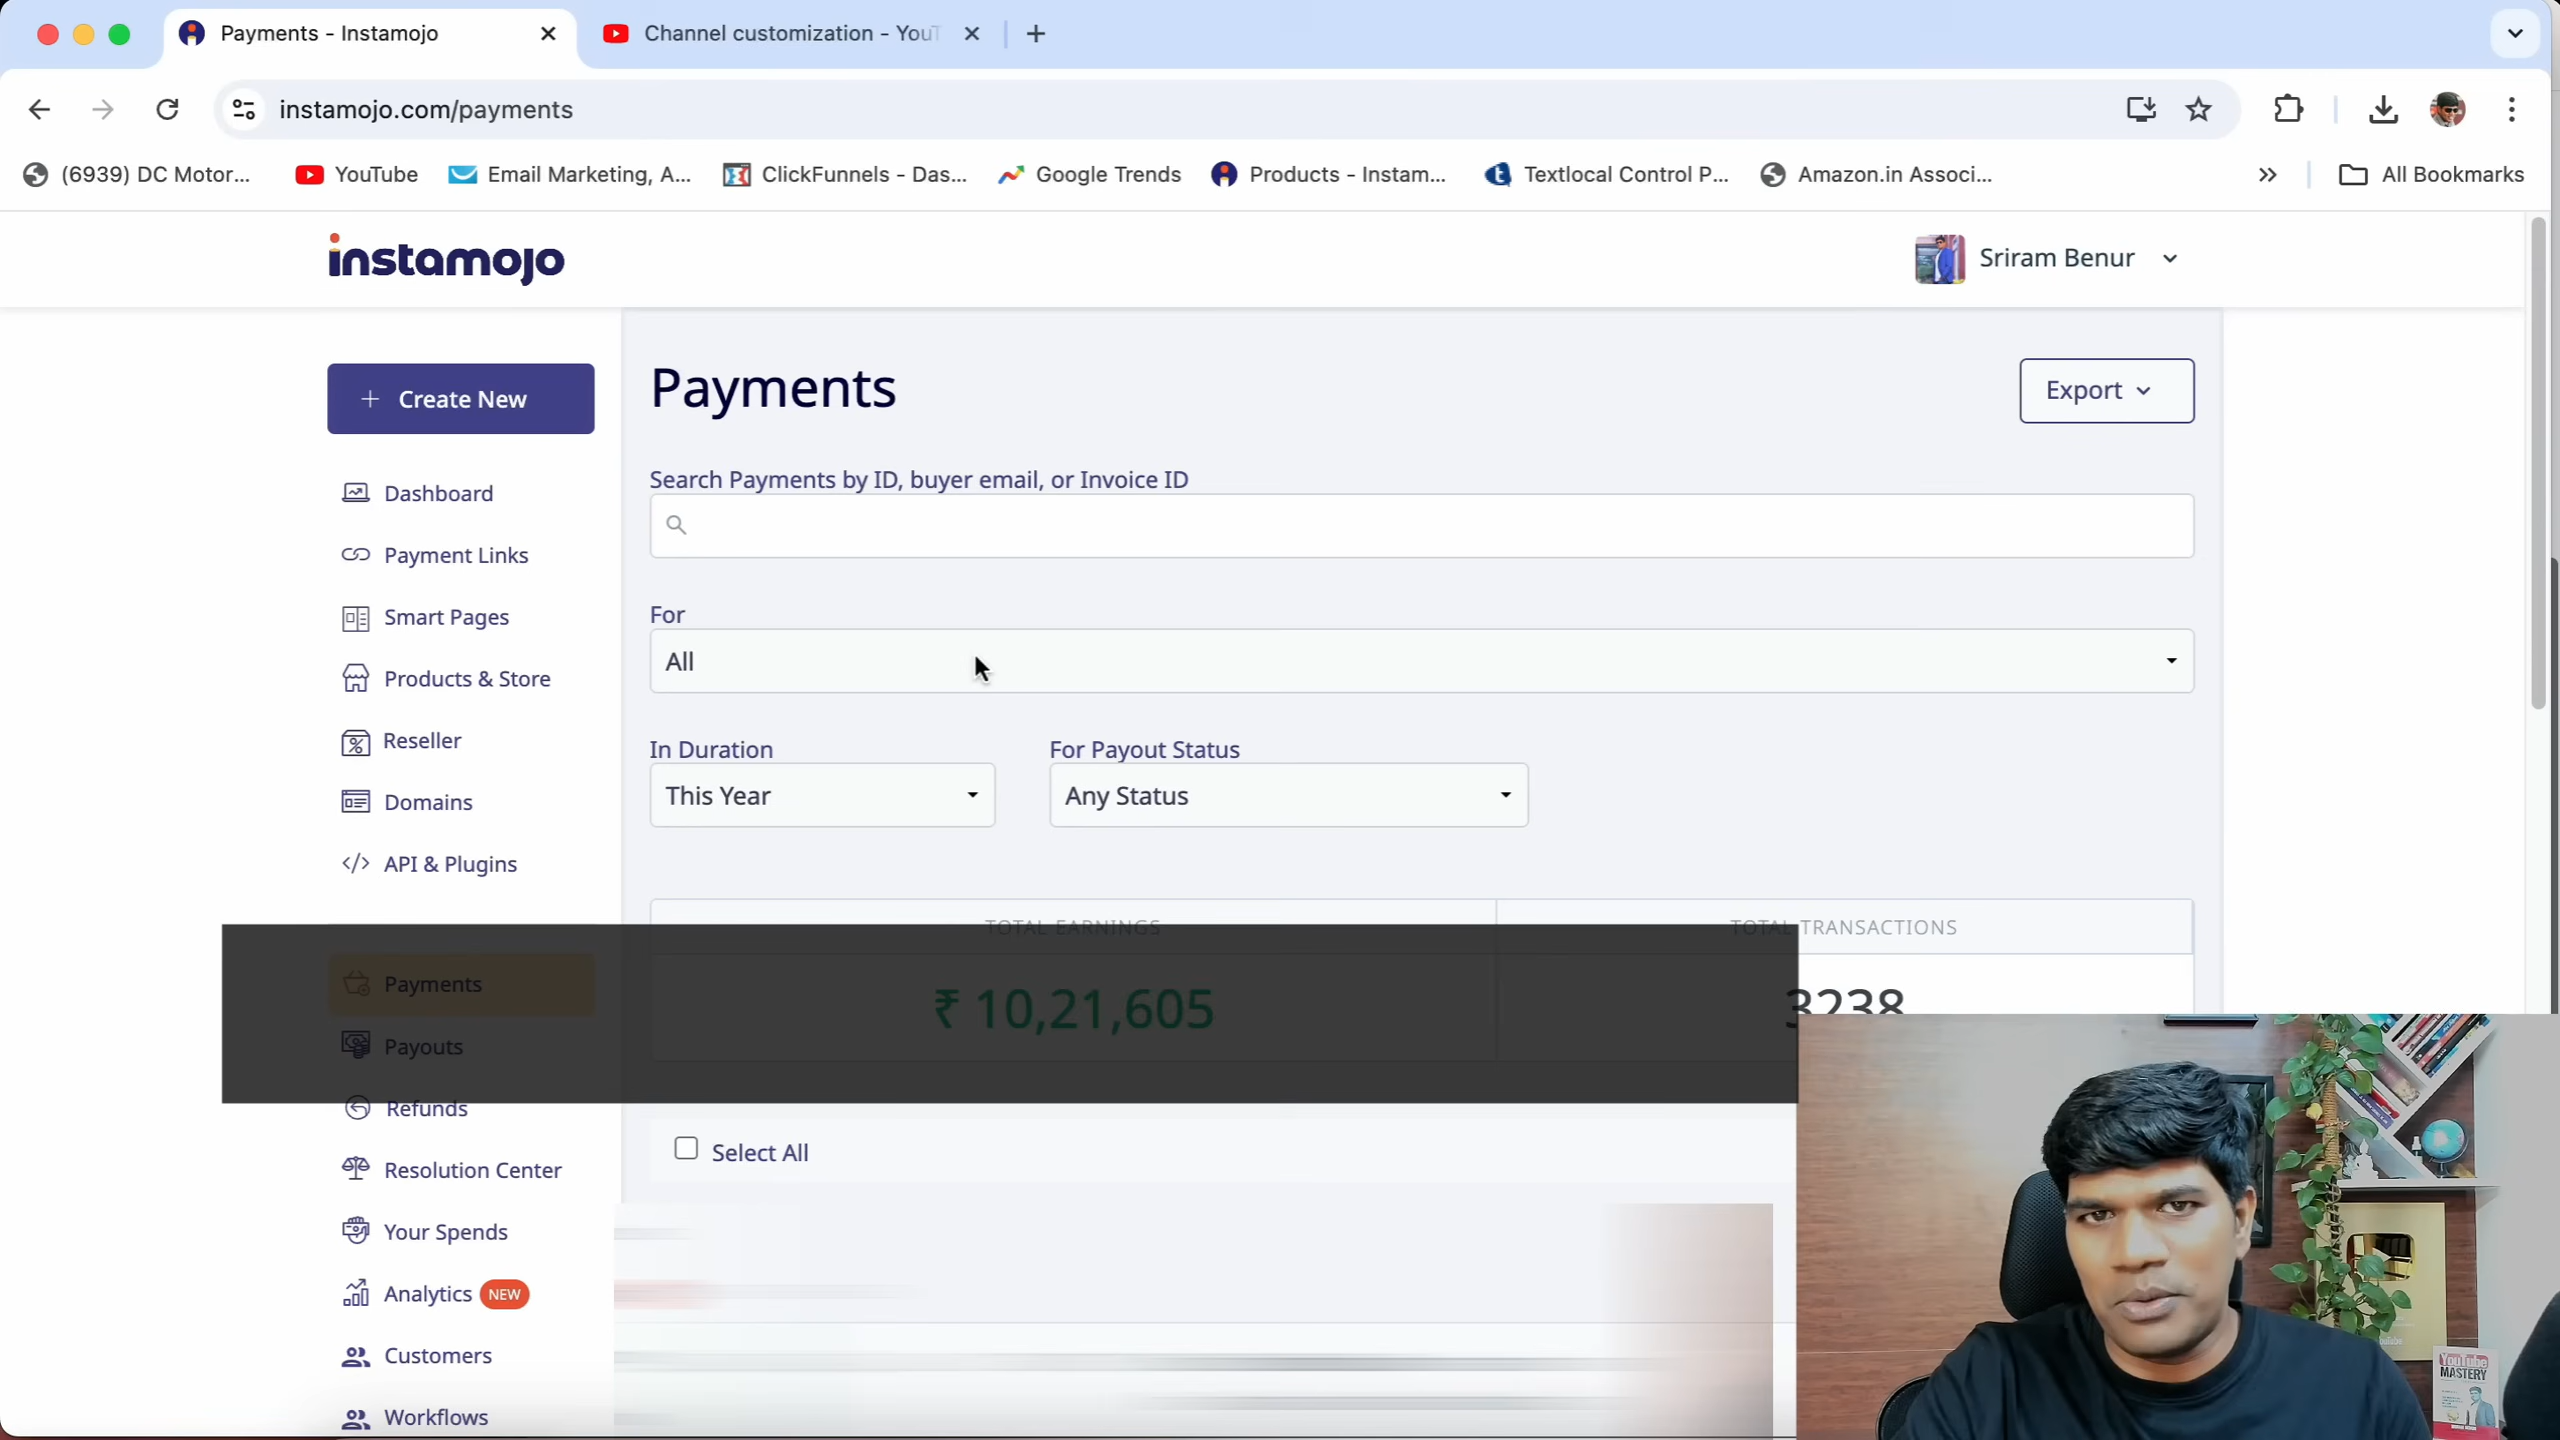 Payments - Instamojo
Channel customization - YouT
instamojo.com/payments
(6939) DC Motor...
YouTube
Email Marketing, A...
ClickFunnels - Das...
Google Trends
Products - Instam...
Textlocal Control P...
Amazon.in Associ...
All Bookmarks
instamojo
Sriram Benur
+ Create New
Dashboard
Payment Links
Smart Pages
Products & Store
Reseller
Domains
API & Plugins
Payments
Payouts
Refunds
Resolution Center
Your Spends
Analytics NEW
Customers
Workflows
Payments
Export
Search Payments by ID, buyer email, or Invoice ID
For
All
In Duration
For Payout Status
This Year
Any Status
TOTAL EARNINGS
TOTAL TRANSACTIONS
₹ 10,21,605
3238
Select All
YouTube
MASTERY